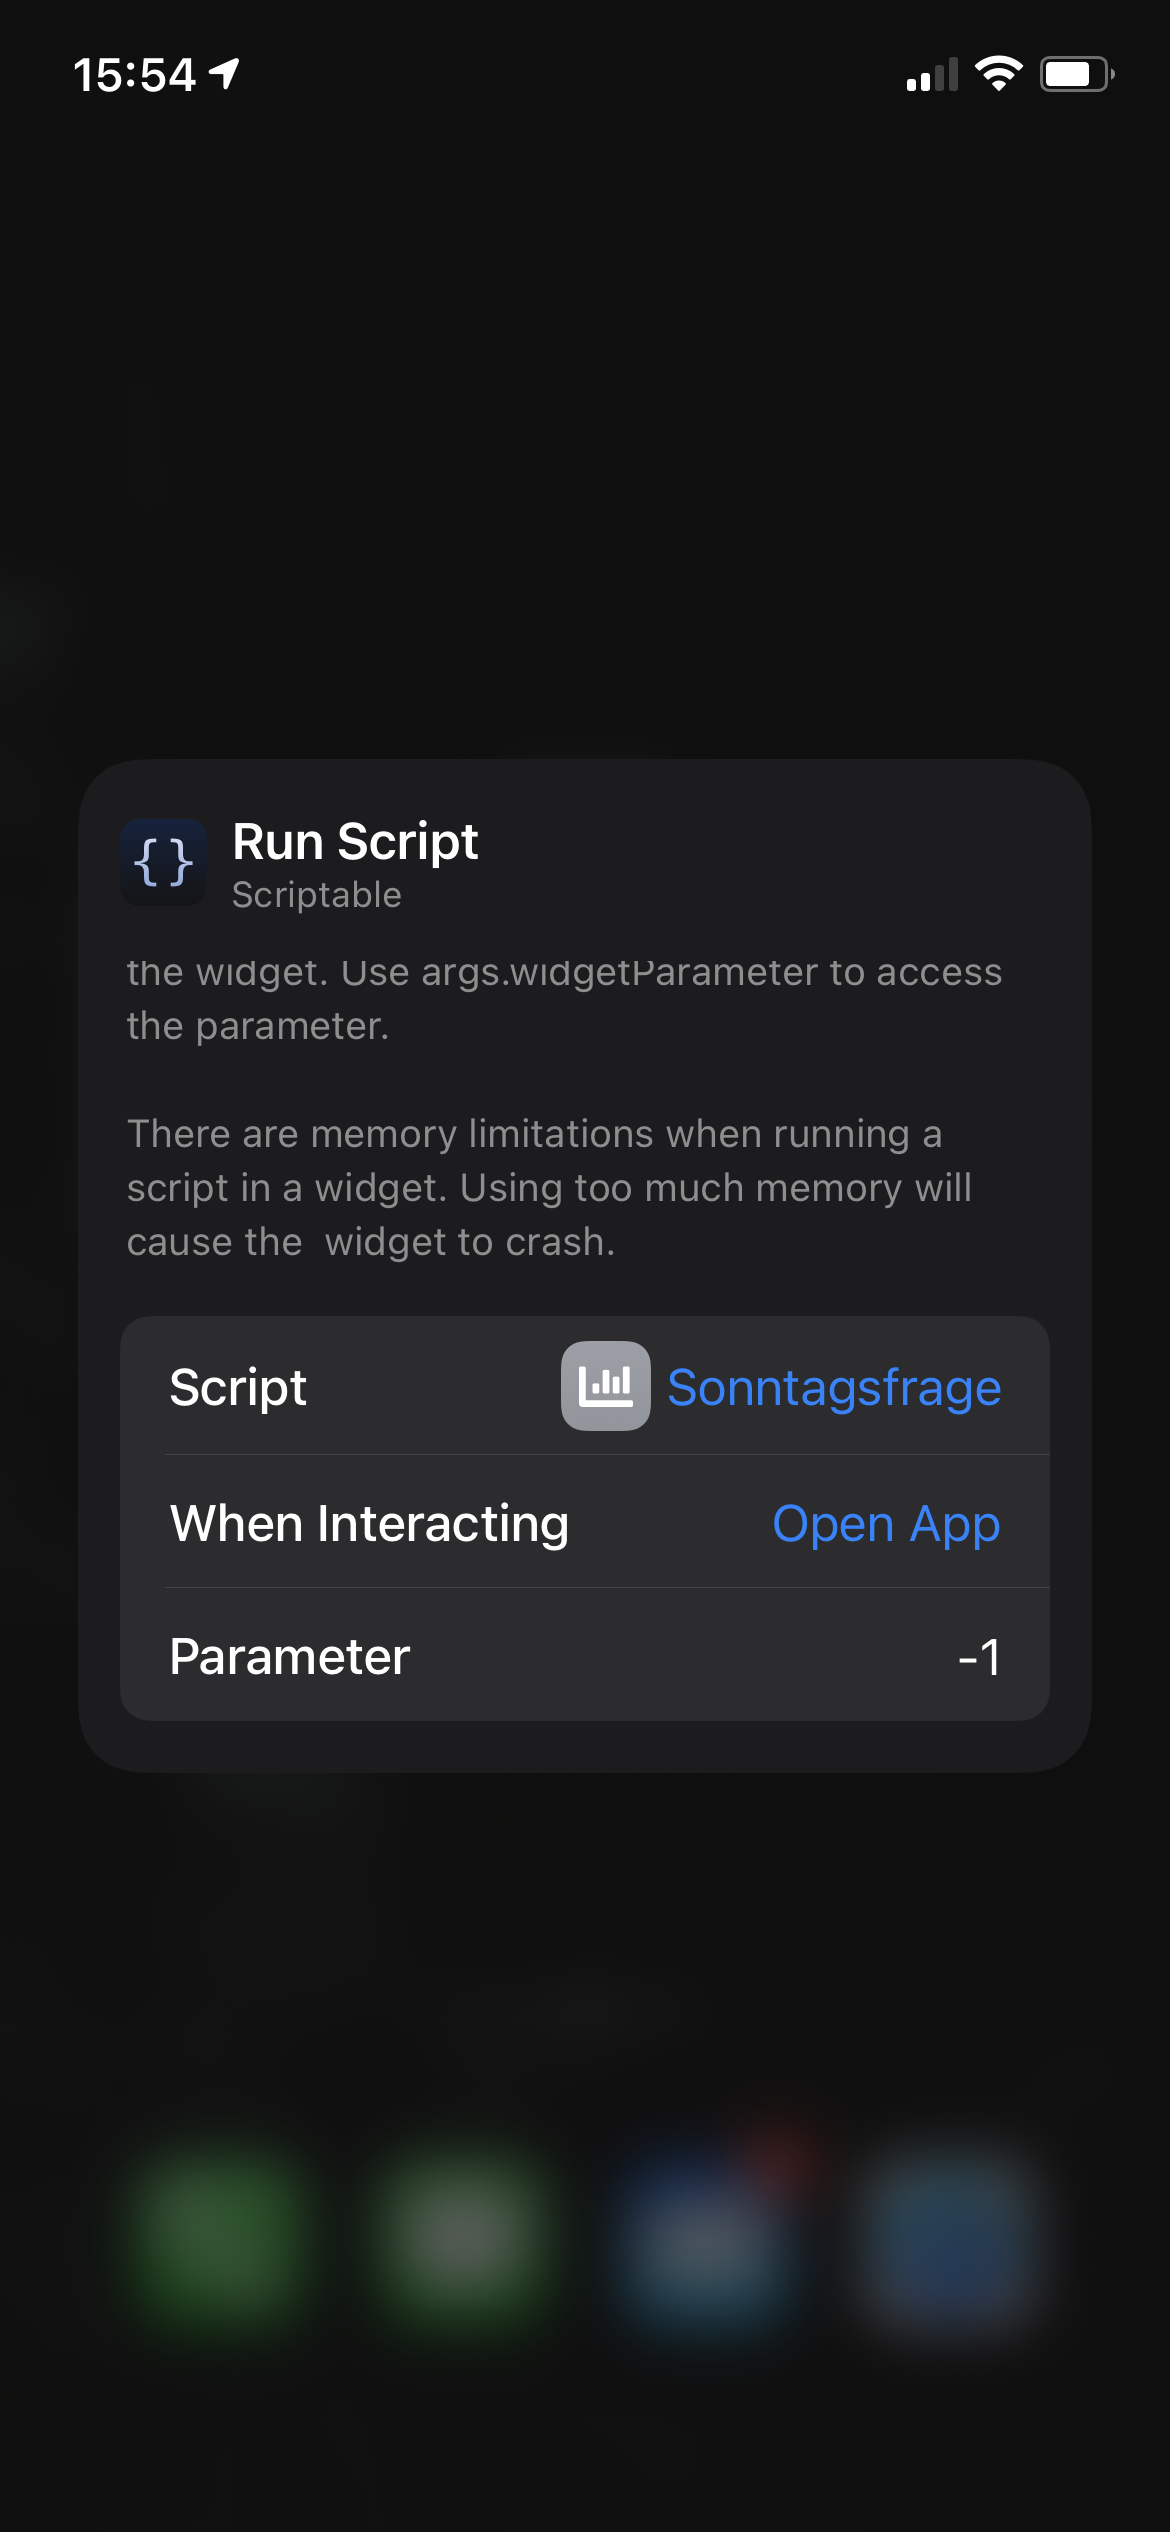 15:54
{}
Run Script
Scriptable
the widget. Use args.widgetParameter to access
the parameter.
There are memory limitations when running a
script in a widget. Using too much memory will
cause the  widget to crash.
Script Sonntagsfrage
When Interacting Open App
Parameter -1